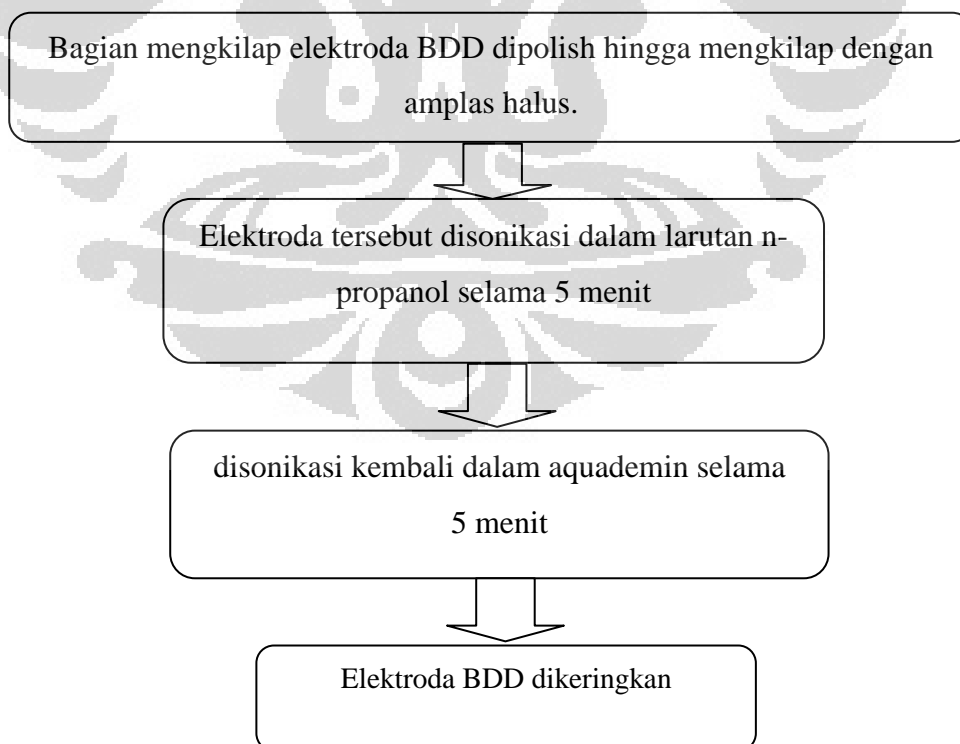 Bagian mengkilap elektroda BDD dipolish hingga mengkilap dengan
amplas halus.
Elektroda tersebut disonikasi dalam larutan n-
propanol selama 5 menit
disonikasi kembali dalam aquademin selama
5 menit
Elektroda BDD dikeringkan